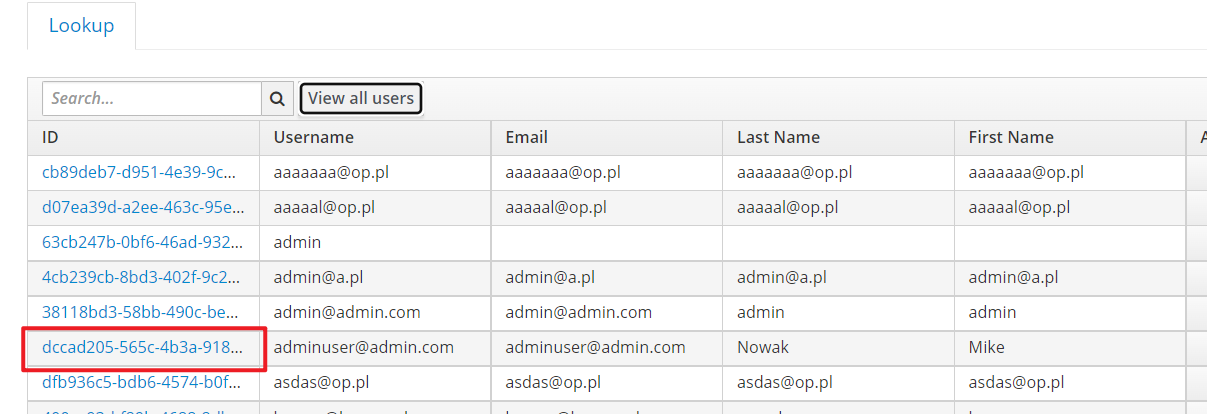 Lookup
Search... View all users
ID Username Email Last Name First Name A
cb89deb7-d951-4e39-9c... aaaaaaa@op.pl aaaaaaa@op.pl aaaaaaa@op.pl aaaaaaa@op.pl
d07ea39d-a2ee-463c-95e... aaaaal@op.pl aaaaal@op.pl aaaaal@op.pl aaaaal@op.pl
63cb247b-0bf6-46ad-932... admin
4cb239cb-8bd3-402f-9c2... admin@a.pl admin@a.pl admin@a.pl admin@a.pl
38118bd3-58bb-490c-be... admin@admin.com admin@admin.com admin admin
dccad205-565c-4b3a-918... adminuser@admin.com adminuser@admin.com Nowak Mike
dfb936c5-bdb6-4574-b0f... asdas@op.pl asdas@op.pl asdas@op.pl asdas@op.pl